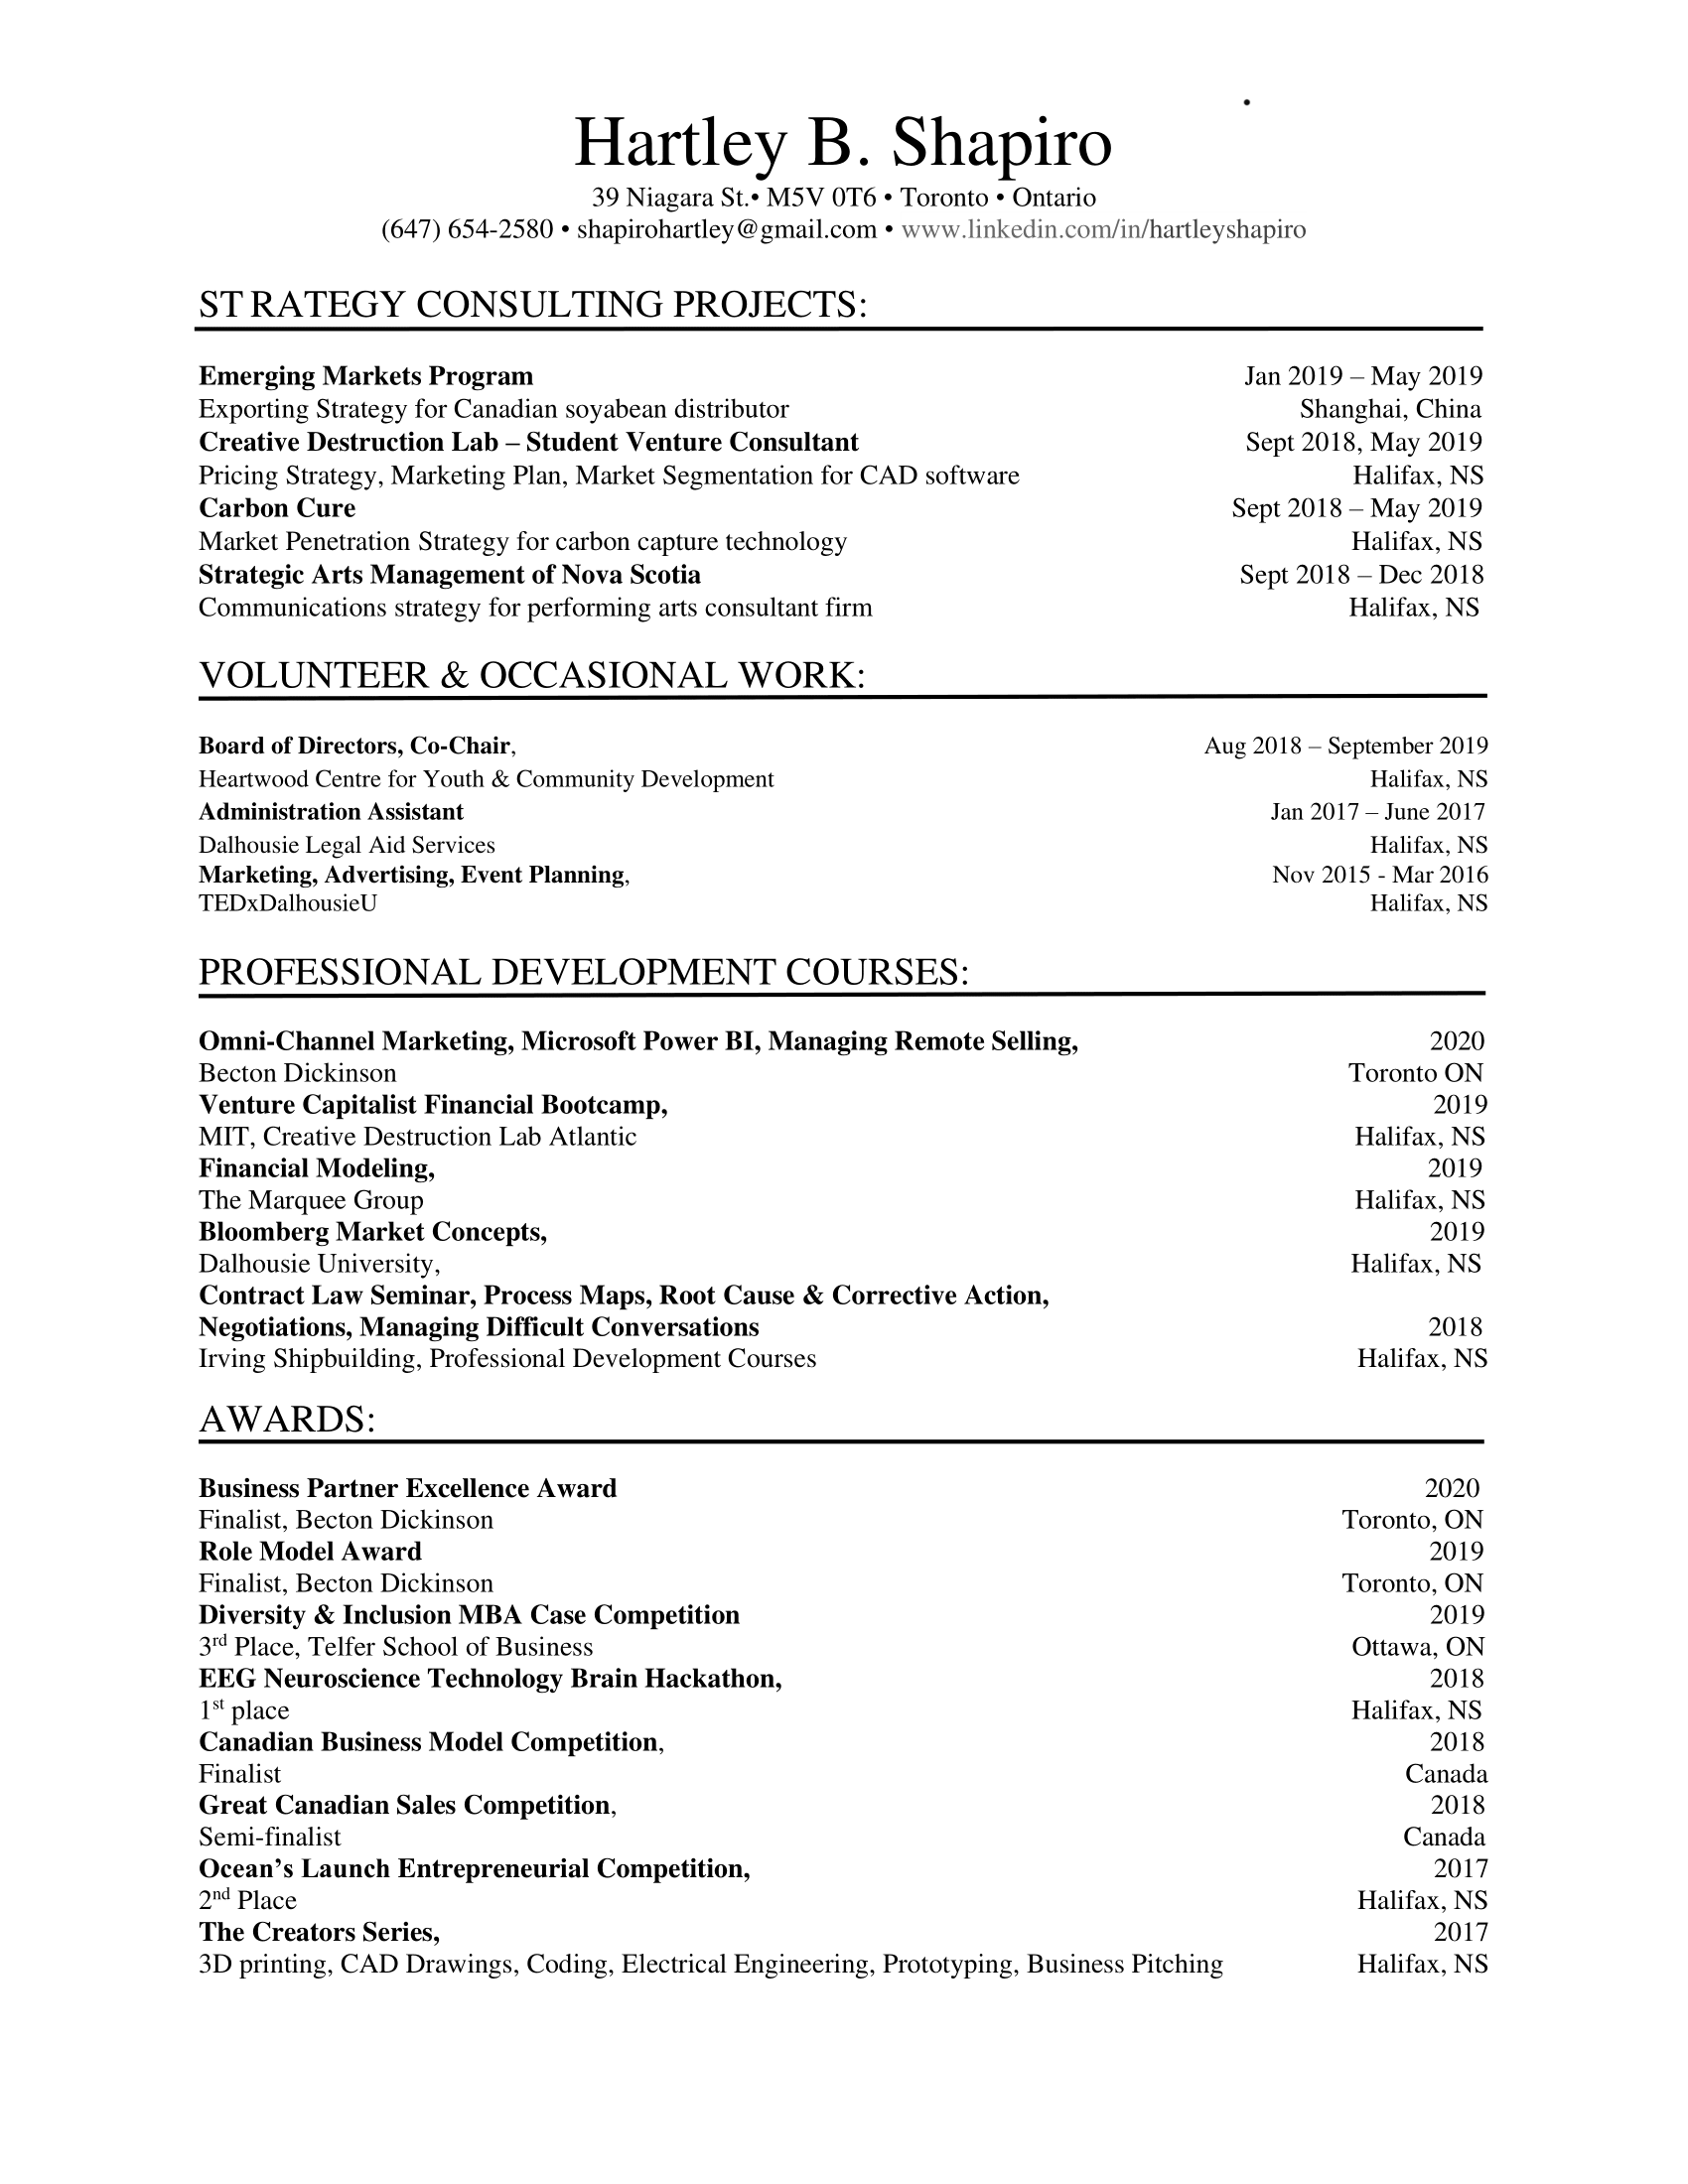 Hartley B. Shapiro
39 Niagara St.• M5V 0T6 • Toronto • Ontario
(647) 654-2580 • shapirohartley@gmail.com • www.linkedin.com/in/hartleyshapiro
ST RATEGY CONSULTING PROJECTS:
Emerging Markets Program Jan 2019 – May 2019
Exporting Strategy for Canadian soyabean distributor Shanghai, China
Creative Destruction Lab – Student Venture Consultant Sept 2018, May 2019
Pricing Strategy, Marketing Plan, Market Segmentation for CAD software Halifax, NS
Carbon Cure Sept 2018 – May 2019
Market Penetration Strategy for carbon capture technology Halifax, NS
Strategic Arts Management of Nova Scotia Sept 2018 – Dec 2018
Communications strategy for performing arts consultant firm Halifax, NS
VOLUNTEER & OCCASIONAL WORK:
Board of Directors, Co-Chair, Aug 2018 – September 2019
Heartwood Centre for Youth & Community Development Halifax, NS
Administration Assistant Jan 2017 – June 2017
Dalhousie Legal Aid Services Halifax, NS
Marketing, Advertising, Event Planning, Nov 2015 - Mar 2016
TEDxDalhousieU Halifax, NS
PROFESSIONAL DEVELOPMENT COURSES:
Omni-Channel Marketing, Microsoft Power BI, Managing Remote Selling, 2020
Becton Dickinson Toronto ON
Venture Capitalist Financial Bootcamp, 2019
MIT, Creative Destruction Lab Atlantic Halifax, NS
Financial Modeling, 2019
The Marquee Group Halifax, NS
Bloomberg Market Concepts, 2019
Dalhousie University, Halifax, NS
Contract Law Seminar, Process Maps, Root Cause & Corrective Action,
Negotiations, Managing Difficult Conversations 2018
Irving Shipbuilding, Professional Development Courses Halifax, NS
AWARDS:
Business Partner Excellence Award 2020
Finalist, Becton Dickinson Toronto, ON
Role Model Award 2019
Finalist, Becton Dickinson Toronto, ON
Diversity & Inclusion MBA Case Competition 2019
3rd Place, Telfer School of Business Ottawa, ON
EEG Neuroscience Technology Brain Hackathon, 2018
1st place Halifax, NS
Canadian Business Model Competition, 2018
Finalist Canada
Great Canadian Sales Competition, 2018
Semi-finalist Canada
Ocean’s Launch Entrepreneurial Competition, 2017
2nd Place Halifax, NS
The Creators Series, 2017
3D printing, CAD Drawings, Coding, Electrical Engineering, Prototyping, Business Pitching Halifax, NS